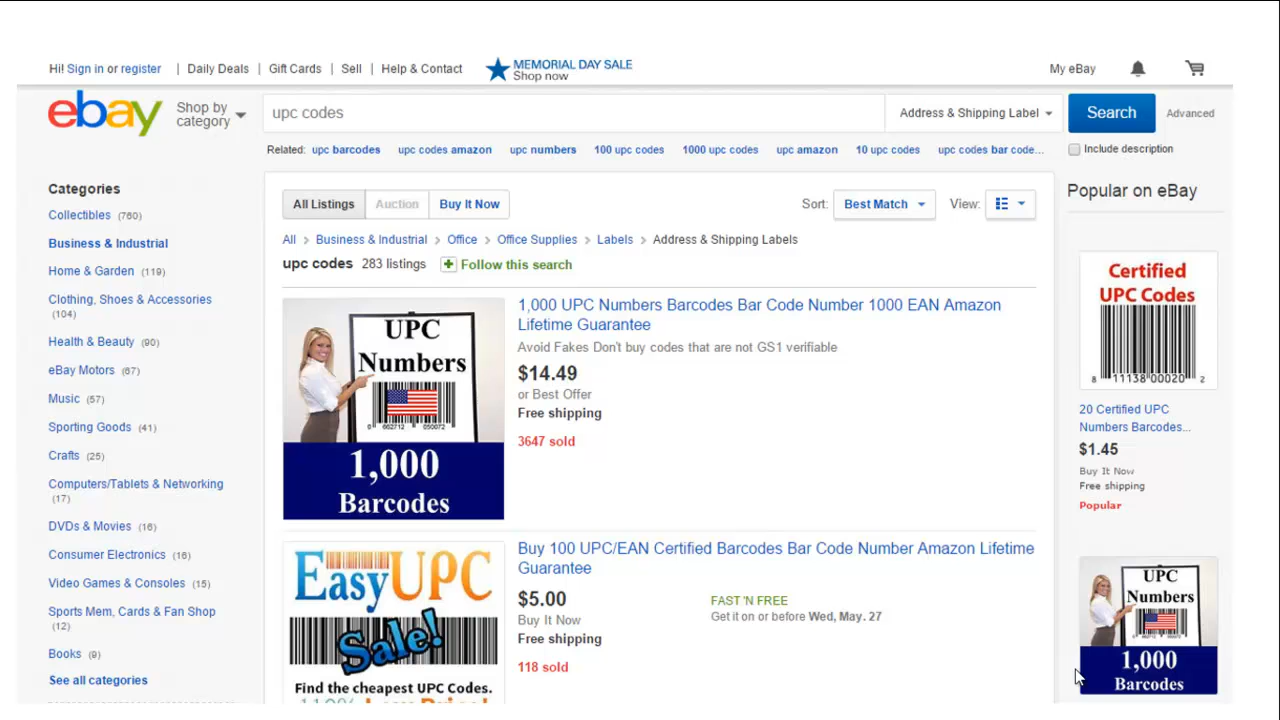 Hi! Sign in or register | Daily Deals | Gift Cards | Sell | Help & Contact
MEMORIAL DAY SALE
Shop now
My eBay
ebay
Shop by
category
upc codes
Address & Shipping Label
Search
Advanced
Related: upc barcodes upc codes amazon upc numbers 100 upc codes 1000 upc codes upc amazon 10 upc codes upc codes bar code...
Include description
Categories
Collectibles (760)
Business & Industrial
Home & Garden (119)
Clothing, Shoes & Accessories
(104)
Health & Beauty (90)
eBay Motors (67)
Music (57)
Sporting Goods (41)
Crafts (25)
Computers/Tablets & Networking
(17)
DVDs & Movies (16)
Consumer Electronics (16)
Video Games & Consoles (15)
Sports Mem, Cards & Fan Shop
(12)
Books (9)
See all categories
All Listings Auction Buy It Now
Sort: Best Match View:
All > Business & Industrial > Office > Office Supplies > Labels > Address & Shipping Labels
upc codes 283 listings + Follow this search
UPC
Numbers
0 662712 050072
1,000
Barcodes
1,000 UPC Numbers Barcodes Bar Code Number 1000 EAN Amazon
Lifetime Guarantee
Avoid Fakes Don't buy codes that are not GS1 verifiable
$14.49
or Best Offer
Free shipping
3647 sold
EasyUPC
Sale!
Find the cheapest UPC Codes.
Buy 100 UPC/EAN Certified Barcodes Bar Code Number Amazon Lifetime
Guarantee
$5.00
Buy It Now
Free shipping
118 sold
FAST 'N FREE
Get it on or before Wed, May. 27
Popular on eBay
Certified
UPC Codes
8 11138 00020 2
20 Certified UPC
Numbers Barcodes...
$1.45
Buy It Now
Free shipping
Popular
UPC
Numbers
1,000
Barcodes